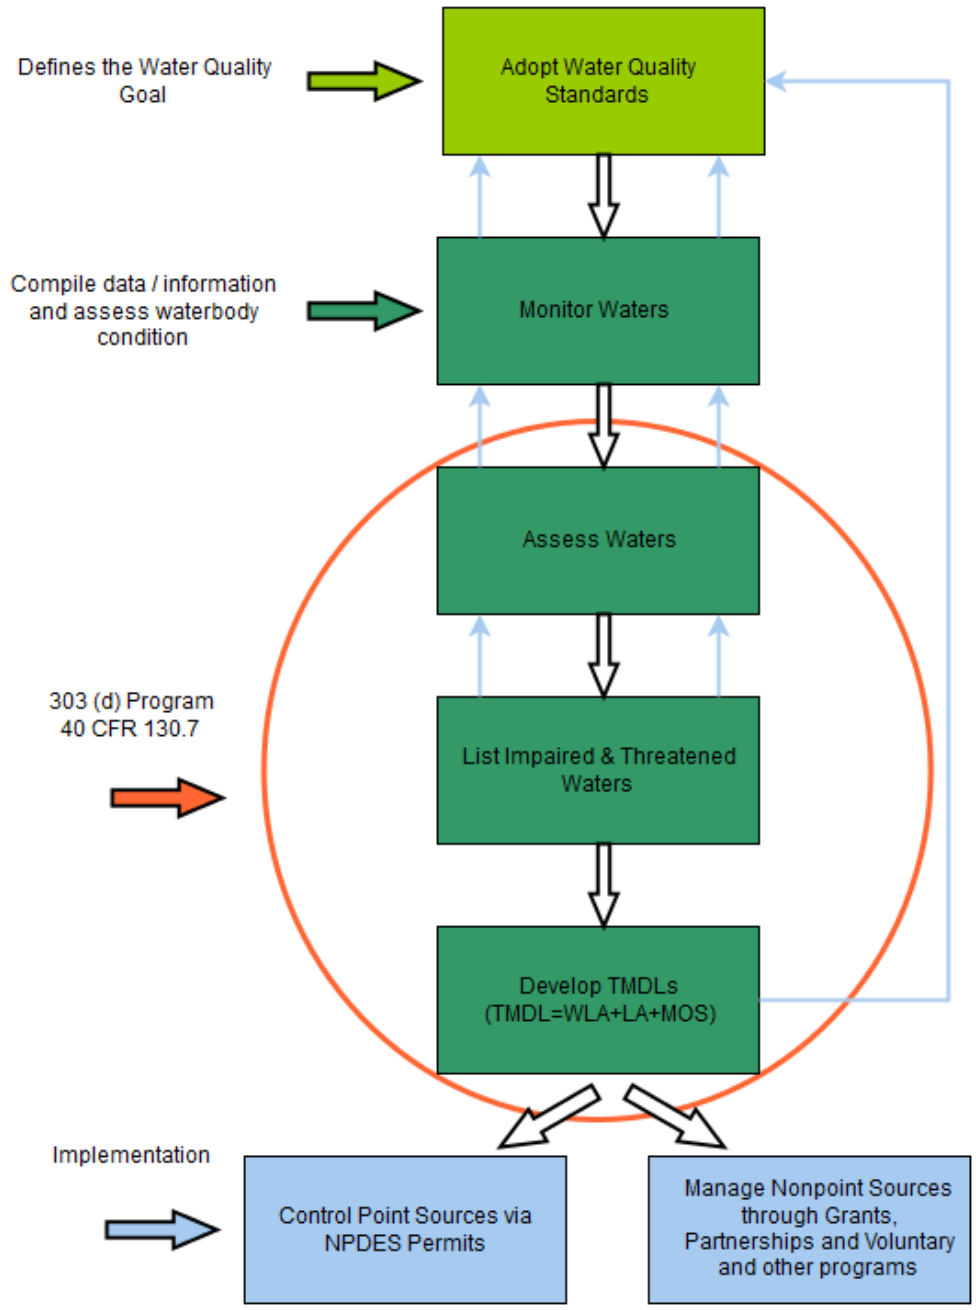 Defines the Water Quality
Goal
Adopt Water Quality
Standards
Compile data / information
and assess waterbody
condition
Monitor Waters
Assess Waters
303 (d) Program
40 CFR 130.7
List Impaired & Threatened
Waters
Develop TMDLs
(TMDL=WLA+LA+MOS)
Implementation
Control Point Sources via
NPDES Permits
Manage Nonpoint Sources
through Grants,
Partnerships and Voluntary
and other programs